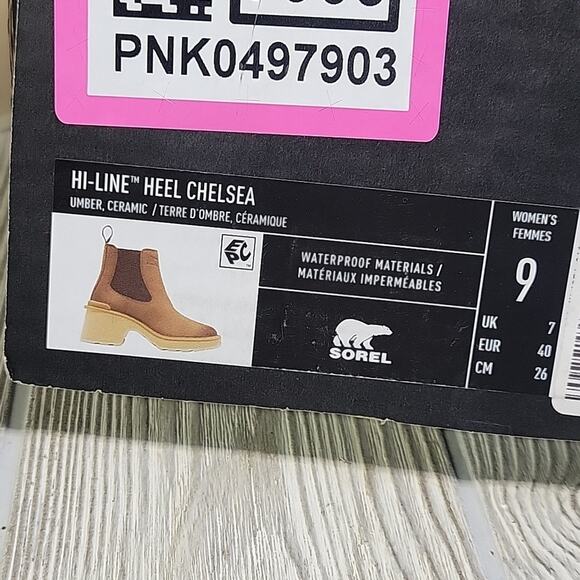 PNK0497903
HI-LINE™ HEEL CHELSEA
UMBER, CERAMIC / TERRE D'OMBRE, CÉRAMIQUE
EPC™
WATERPROOF MATERIALS /
MATÉRIAUX IMPERMÉABLES
SOREL
WOMEN'S
FEMMES
9
UK 7
EUR 40
CM 26